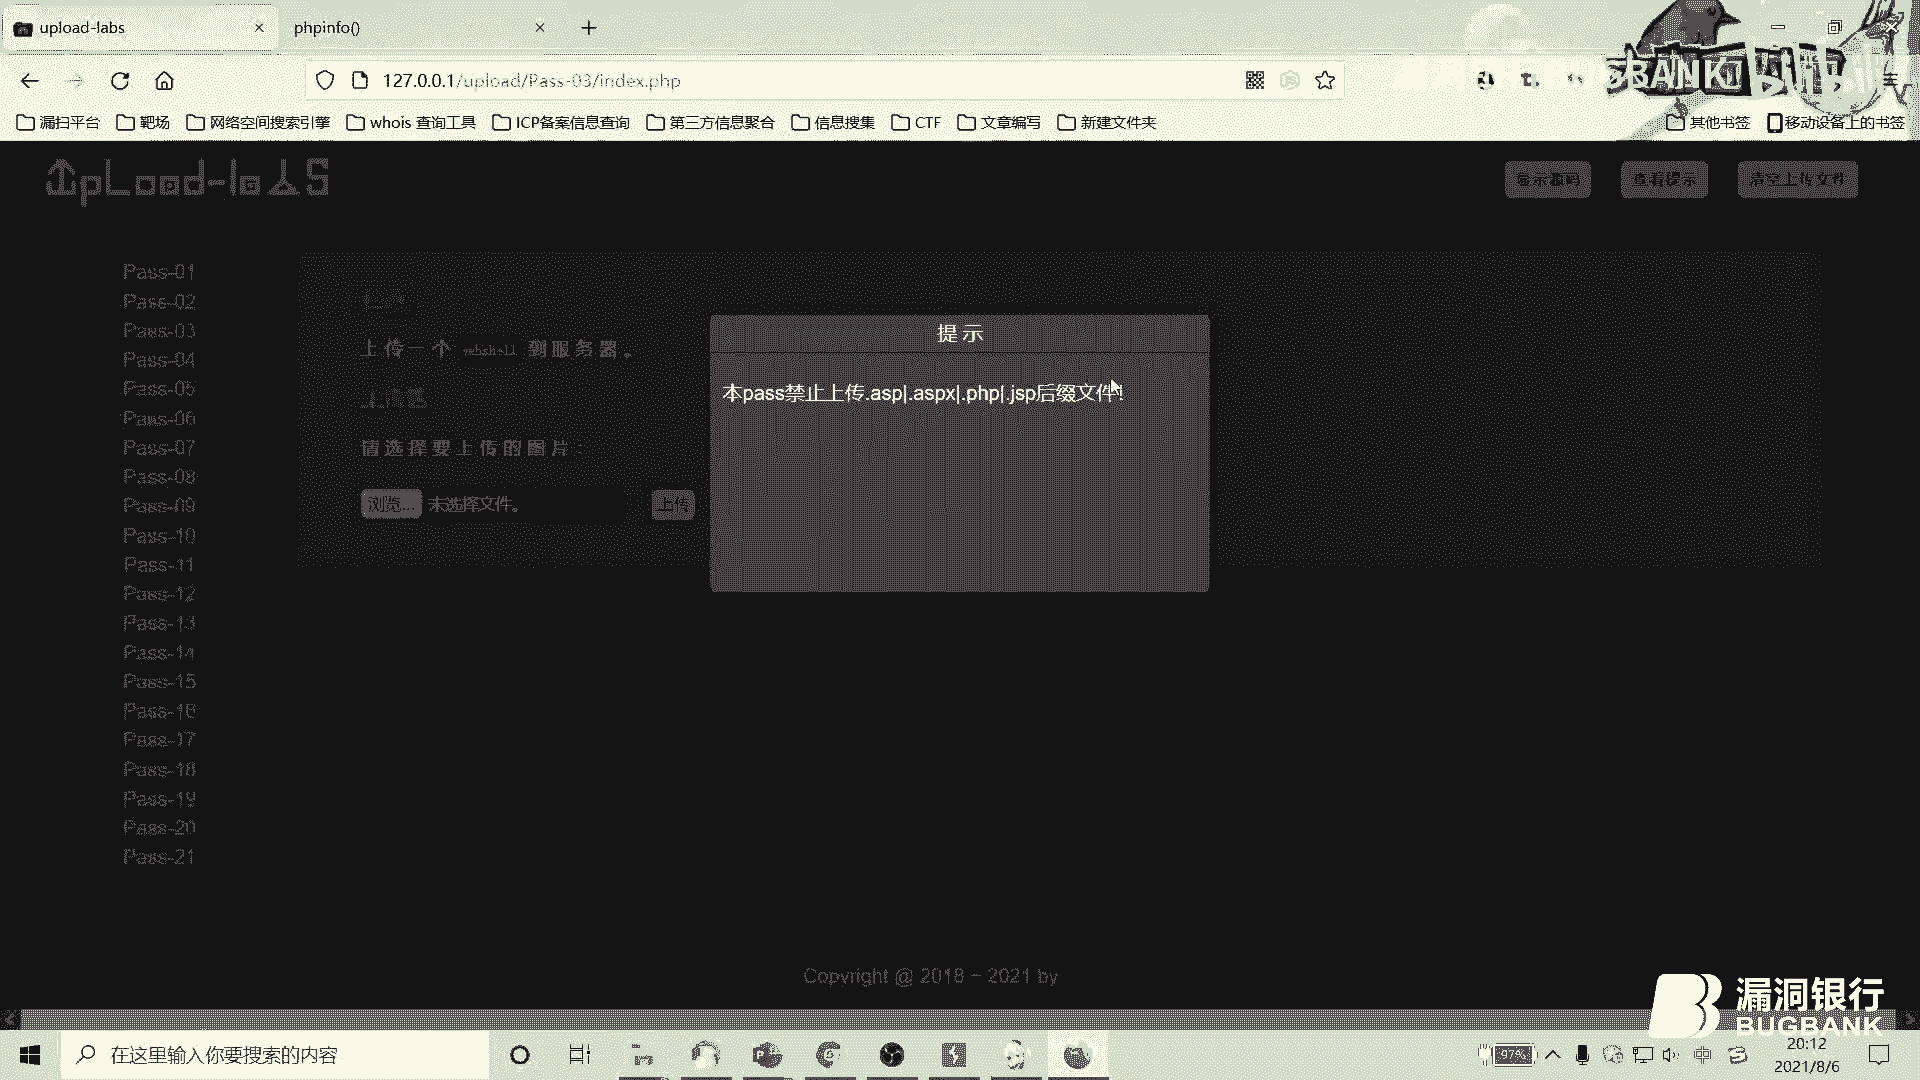 upload-labs
phpinfo()
127.0.0.1/upload/Pass-03/index.php
漏扫平台
靶场
网络空间搜索引擎
whois 查询工具
ICP备案信息查询
第三方信息聚合
信息搜集
CTF
文章编写
新建文件夹
其他书签
移动设备上的书签
BANK
bilibili
UpLoad-labS
显示源码
查看提示
清空上传文件
Pass-01
Pass-02
Pass-03
Pass-04
Pass-05
Pass-06
Pass-07
Pass-08
Pass-09
Pass-10
Pass-11
Pass-12
Pass-13
Pass-14
Pass-15
Pass-16
Pass-17
Pass-18
Pass-19
Pass-20
Pass-21
上传一个 webshell 到服务器。
上传区
请选择要上传的图片：
浏览... 未选择文件。
上传
提示
本pass禁止上传.asp|.aspx|.php|.jsp后缀文件!
Copyright @ 2018 ~ 2021 by
漏洞银行
BUGBANK
在这里输入你要搜索的内容
97%
中
20:12
2021/8/6